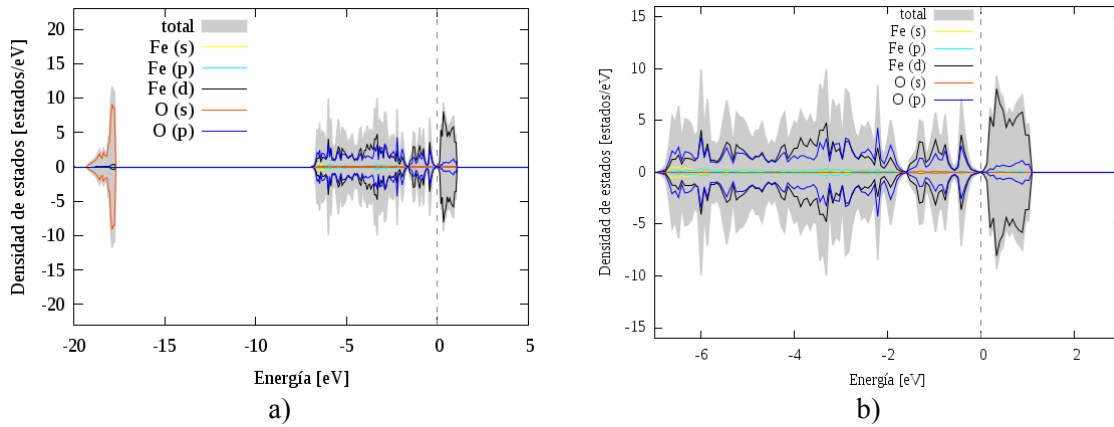 total
Fe (s)
Fe (p)
Fe (d)
O (s)
O (p)
Densidad de estados [estados/eV]
20
15
10
5
0
-5
-10
-15
-20
-20
-15
-10
-5
0
5
Energía [eV]
a)
total
Fe (s)
Fe (p)
Fe (d)
O (s)
O (p)
Densidad de estados [estados/eV]
15
10
5
0
-5
-10
-15
-6
-4
-2
0
2
Energía [eV]
b)